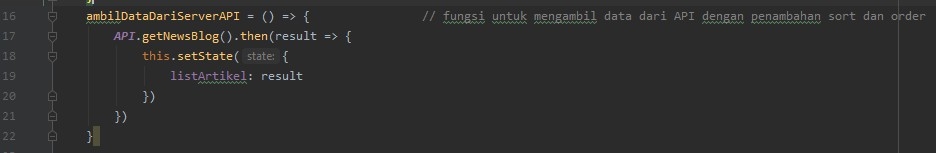 16 ambilDataDariServerAPI = () => { // fungsi untuk mengambil data dari API dengan penambahan sort dan order
17 API.getNewsBlog().then(result => {
18 this.setState( state: {
19 listArtikel: result
20 })
21 })
22 }